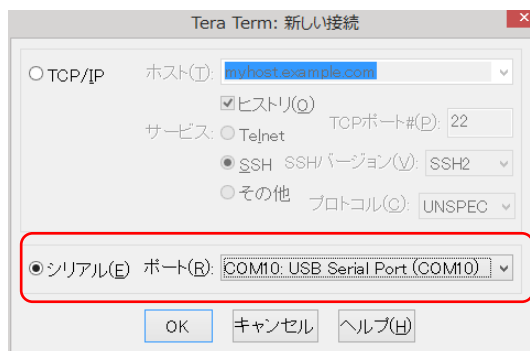 Tera Term: 新しい接続
TCP/IP
ホスト(T): myhost.example.com
ヒストリ(O)
サービス: Telnet TCPポート#(P): 22
SSH SSHバージョン(V): SSH2
その他 プロトコル(C): UNSPEC
シリアル(E) ポート(R): COM10: USB Serial Port (COM10)
OK キャンセル ヘルプ(H)